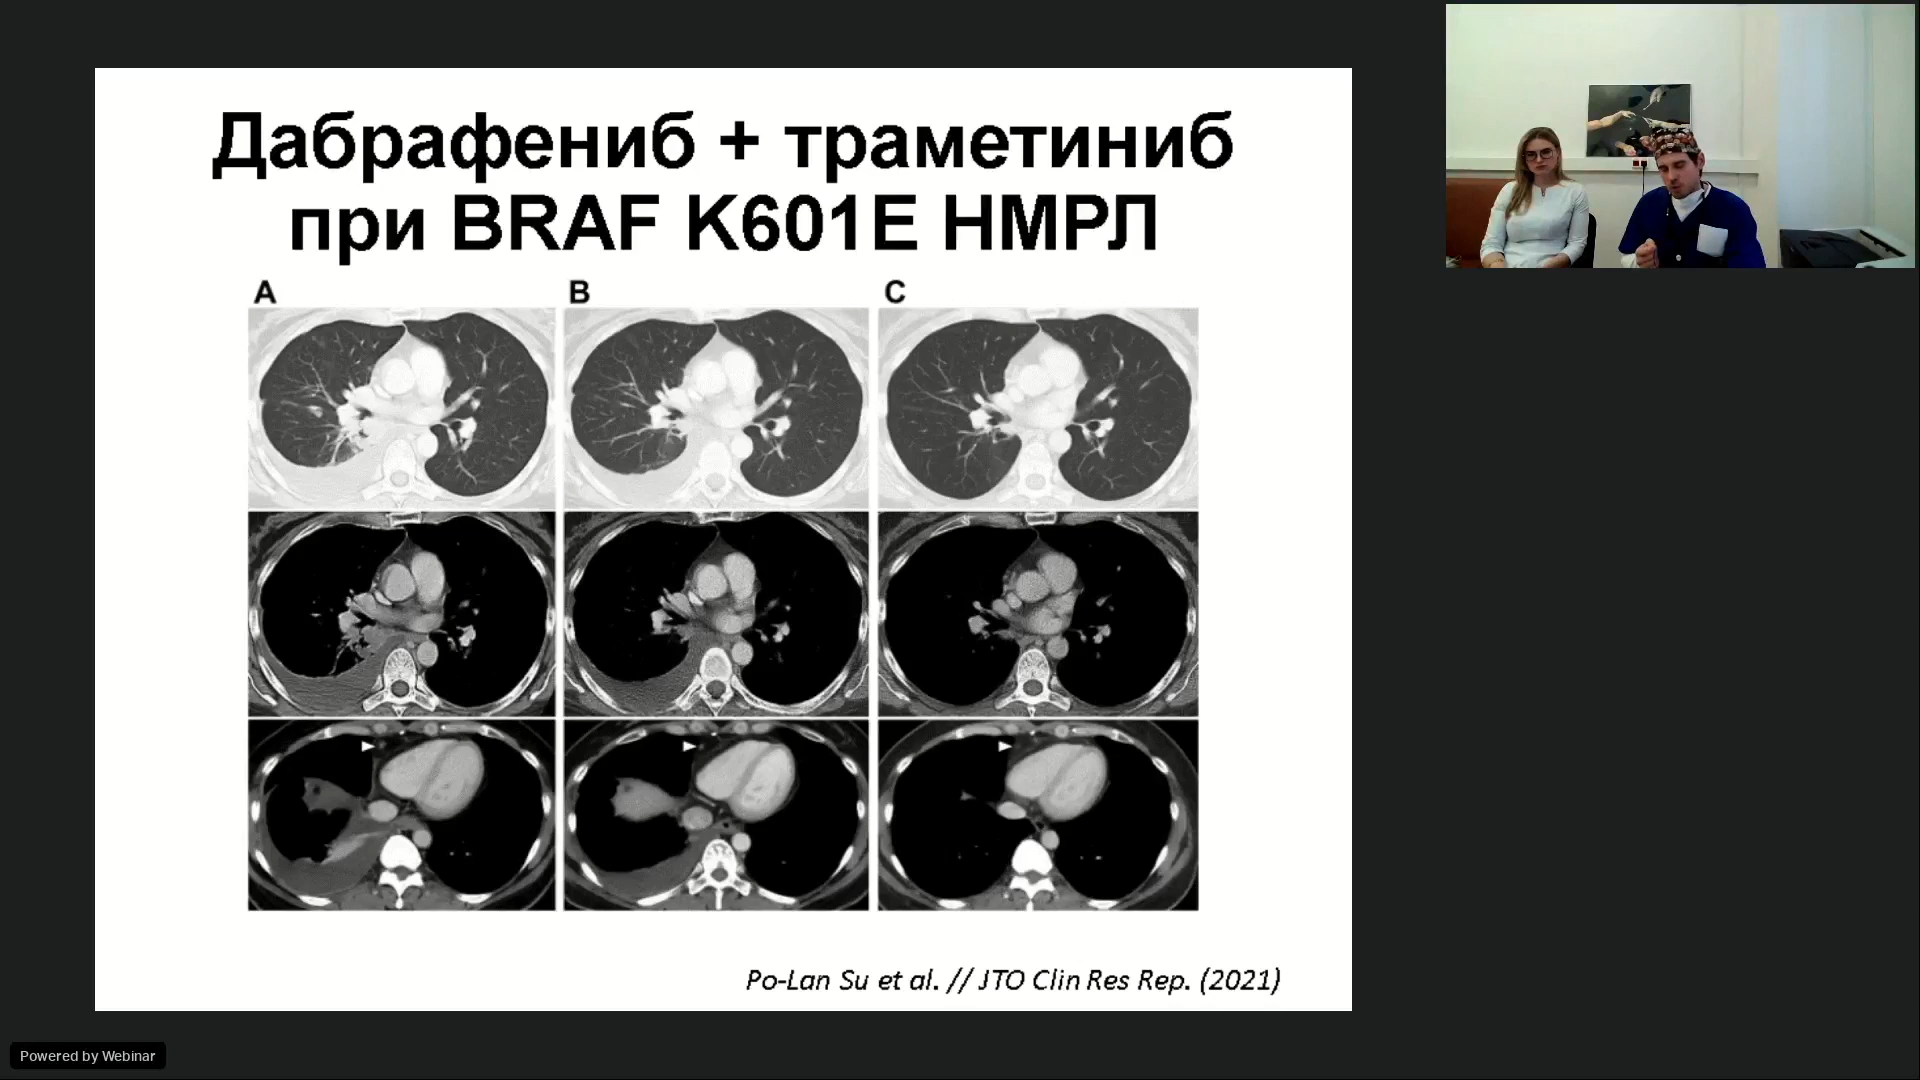 Дабрафениб + траметиниб
при BRAF K601E НМРЛ
A
B
C
Po-Lan Su et al. // JTO Clin Res Rep. (2021)
Powered by Webinar